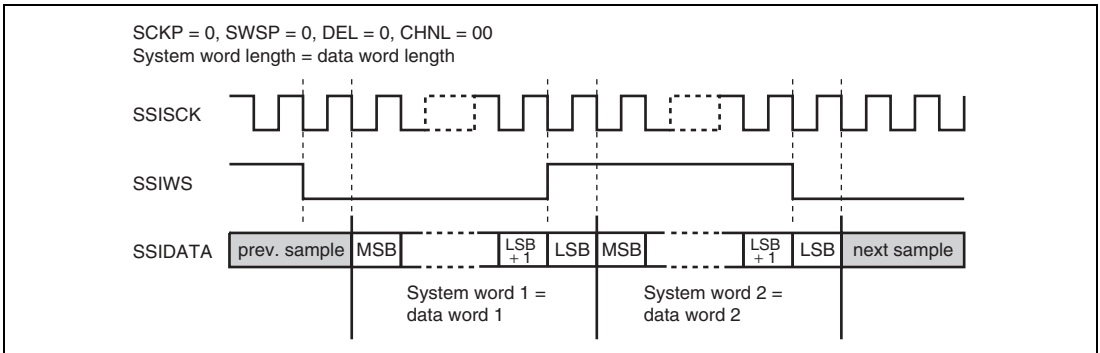 SCKP = 0, SWSP = 0, DEL = 0, CHNL = 00
System word length = data word length
SSISCK
SSIWS
SSIDATA
prev. sample
MSB
LSB
+ 1
LSB
MSB
LSB
+ 1
LSB
next sample
System word 1 =
data word 1
System word 2 =
data word 2